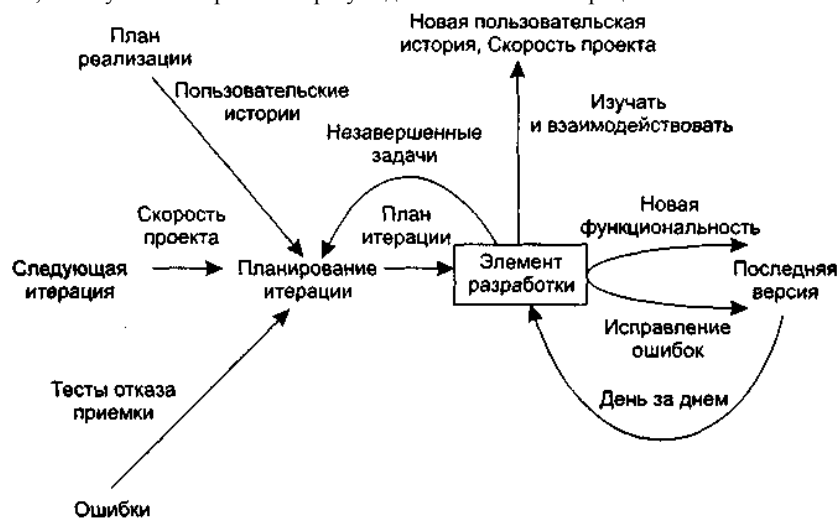 Новая пользовательская
история, Скорость проекта
План
реализации
Пользовательские
истории
Изучать
и взаимодействовать
Незавершенные
задачи
Скорость
проекта
План
итерации
Новая
функциональность
Следующая
итерация
Планирование
итерации
Элемент
разработки
Последняя
версия
Исправление
ошибок
Тесты отказа
приемки
День за днем
Ошибки